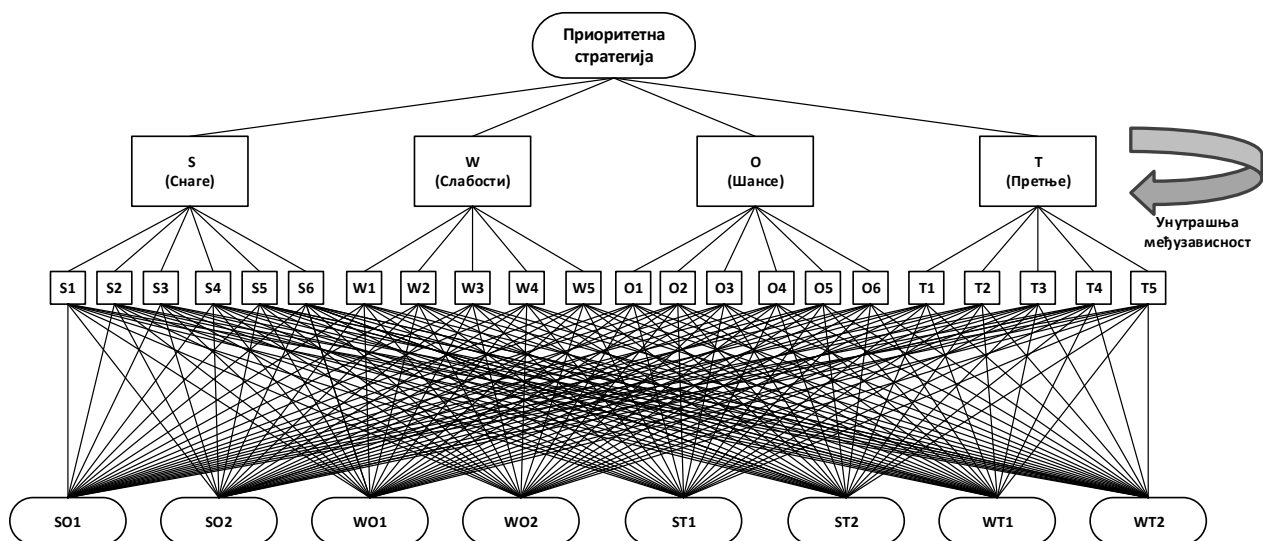 Приоритетна
стратегија
S
(Снаге)
W
(Слабости)
O
(Шансе)
T
(Претње)
Унутрашња
међузависност
S1 S2 S3 S4 S5 S6 W1 W2 W3 W4 W5 O1 O2 O3 O4 O5 O6 T1 T2 T3 T4 T5
SO1 SO2 WO1 WO2 ST1 ST2 WT1 WT2